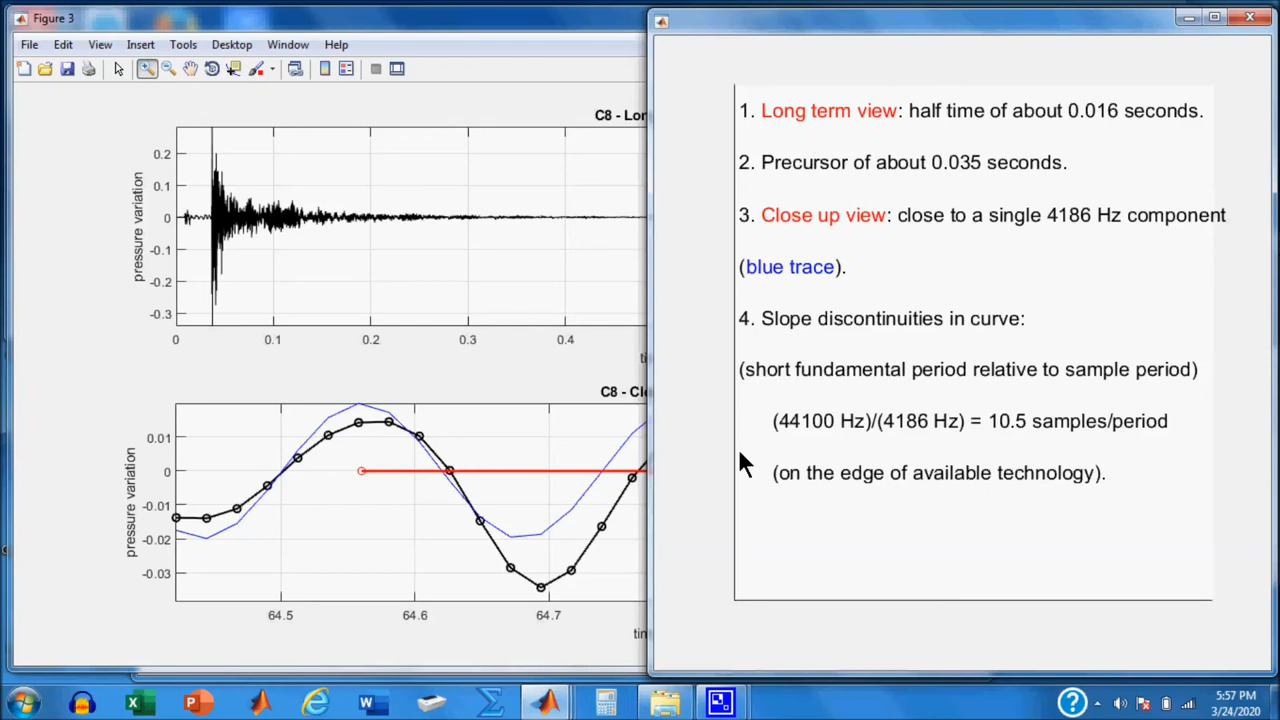 Figure 3
File Edit View Insert Tools Desktop Window Help
C8 - Lon
pressure variation
0.2
0.1
0
-0.1
-0.2
-0.3
0 0.1 0.2 0.3 0.4
ti
C8 - Clo
pressure variation
0.01
0
-0.01
-0.02
-0.03
64.5 64.6 64.7
tin
1. Long term view: half time of about 0.016 seconds.
2. Precursor of about 0.035 seconds.
3. Close up view: close to a single 4186 Hz component
(blue trace).
4. Slope discontinuities in curve:
(short fundamental period relative to sample period)
(44100 Hz)/(4186 Hz) = 10.5 samples/period
(on the edge of available technology).
5:57 PM
3/24/2020